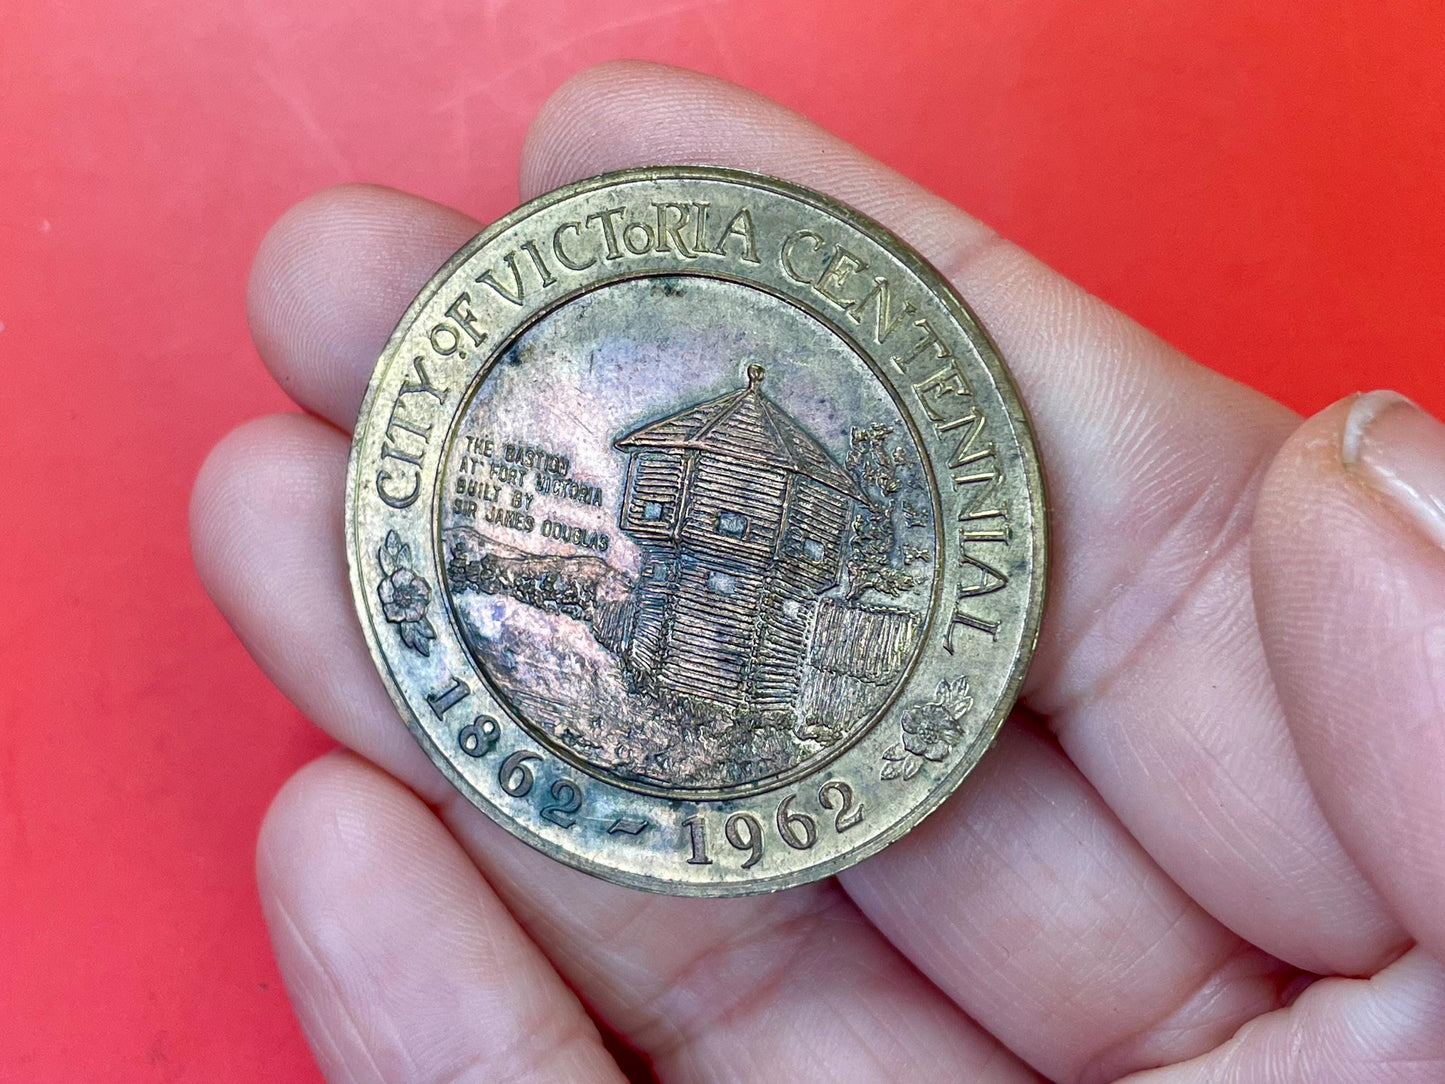 CITY OF VICToRIA CENTENNIAL
THE BASTION
AT FORT VICTORIA
BUILT BY
SIR JAMES DOUGLAS
1862 ~ 1962